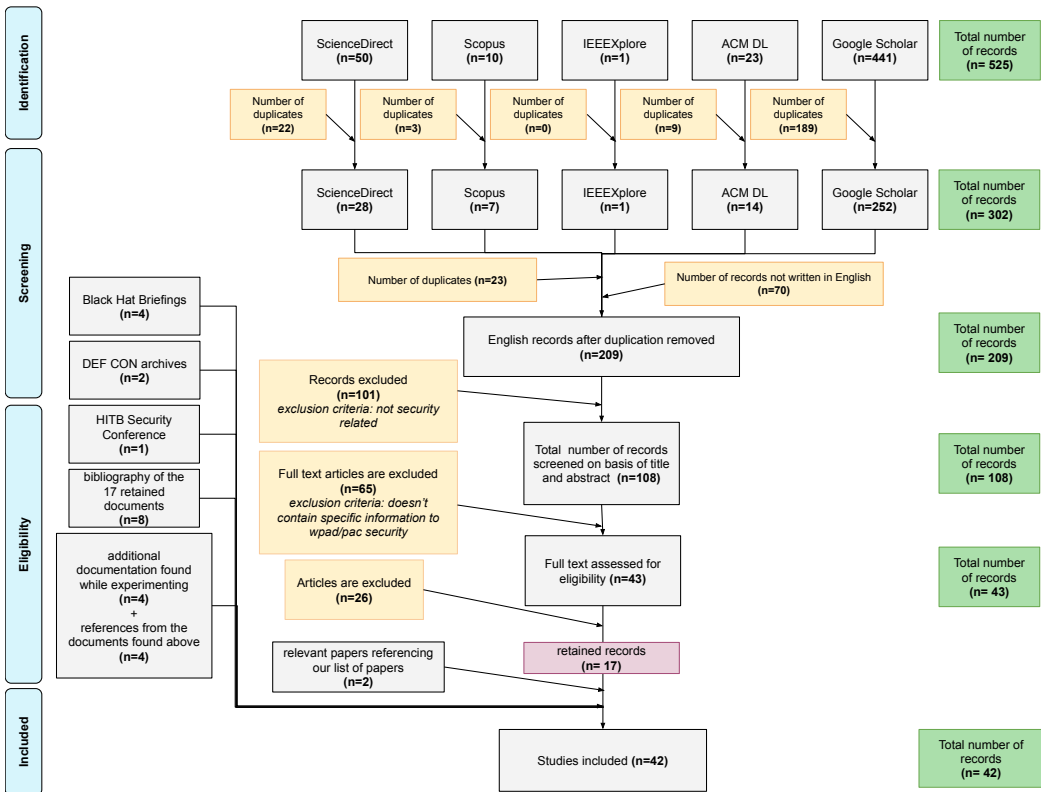 Identification
ScienceDirect
(n=50)
Scopus
(n=10)
IEEEXplore
(n=1)
ACM DL
(n=23)
Google Scholar
(n=441)
Total number
of records
(n= 525)
Number of
duplicates
(n=22)
Number of
duplicates
(n=3)
Number of
duplicates
(n=0)
Number of
duplicates
(n=9)
Number of
duplicates
(n=189)
Screening
ScienceDirect
(n=28)
Scopus
(n=7)
IEEEXplore
(n=1)
ACM DL
(n=14)
Google Scholar
(n=252)
Total number
of records
(n= 302)
Number of duplicates (n=23)
Number of records not written in English
(n=70)
Black Hat Briefings
(n=4)
English records after duplication removed
(n=209)
Total number
of records
(n= 209)
DEF CON archives
(n=2)
Records excluded
(n=101)
exclusion criteria: not security
related
Eligibility
HITB Security
Conference
(n=1)
Total number of records
screened on basis of title
and abstract (n=108)
Total number
of records
(n= 108)
bibliography of the
17 retained
documents
(n=8)
Full text articles are excluded
(n=65)
exclusion criteria: doesn't
contain specific information to
wpad/pac security
additional
documentation found
while experimenting
(n=4)
+
references from the
documents found above
(n=4)
Full text assessed for
eligibility (n=43)
Total number
of records
(n= 43)
Articles are excluded
(n=26)
retained records
(n= 17)
relevant papers referencing
our list of papers
(n=2)
Included
Studies included (n=42)
Total number of
records
(n= 42)